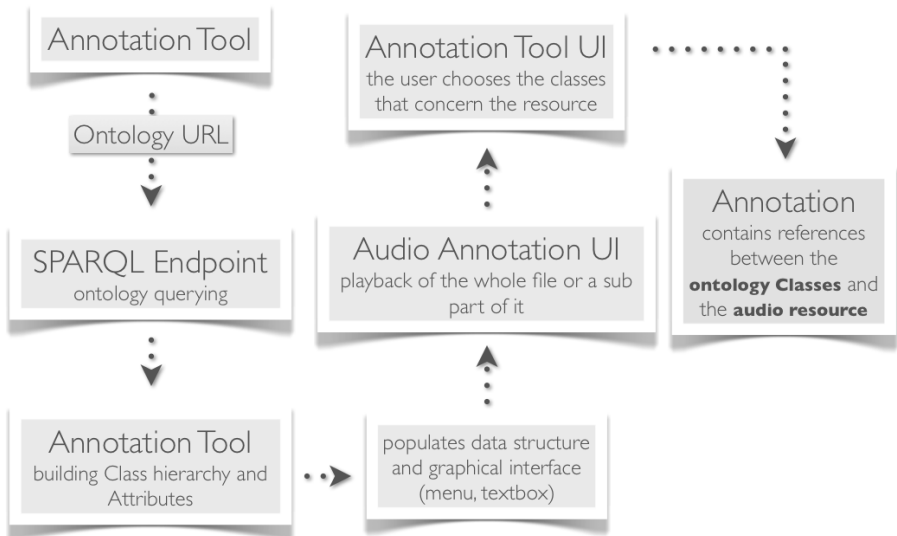 Annotation Tool
Ontology URL
SPARQL Endpoint
ontology querying
Annotation Tool
building Class hierarchy and
Attributes
populates data structure
and graphical interface
(menu, textbox)
Audio Annotation UI
playback of the whole file or a sub
part of it
Annotation Tool UI
the user chooses the classes
that concern the resource
Annotation
contains references
between the
ontology Classes and
the audio resource